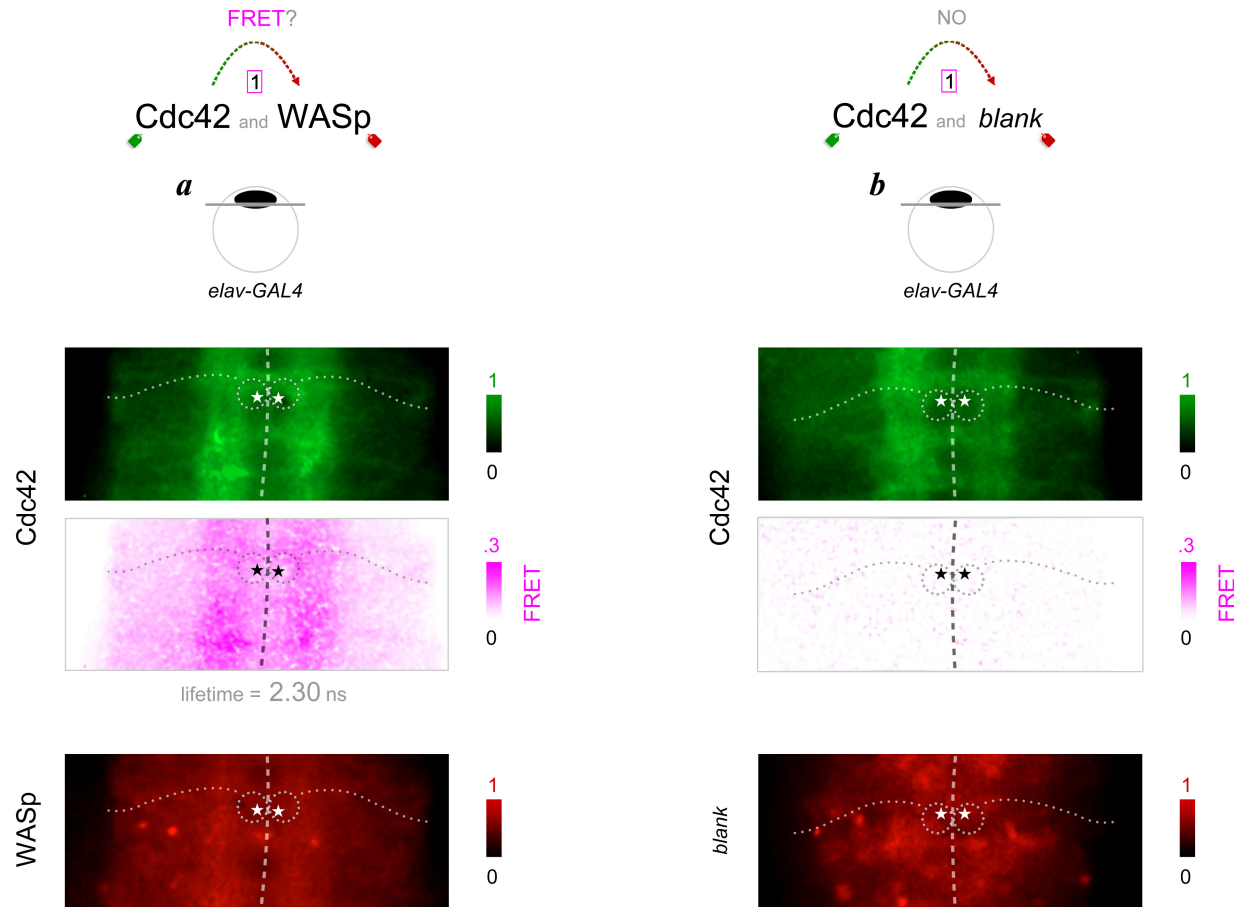 FRET?
1
Cdc42 and WASp
a
elav-GAL4
Cdc42
1
0
.3
0
FRET
lifetime = 2.30 ns
WASp
1
0
NO
1
Cdc42 and blank
b
elav-GAL4
Cdc42
1
0
.3
0
FRET
blank
1
0